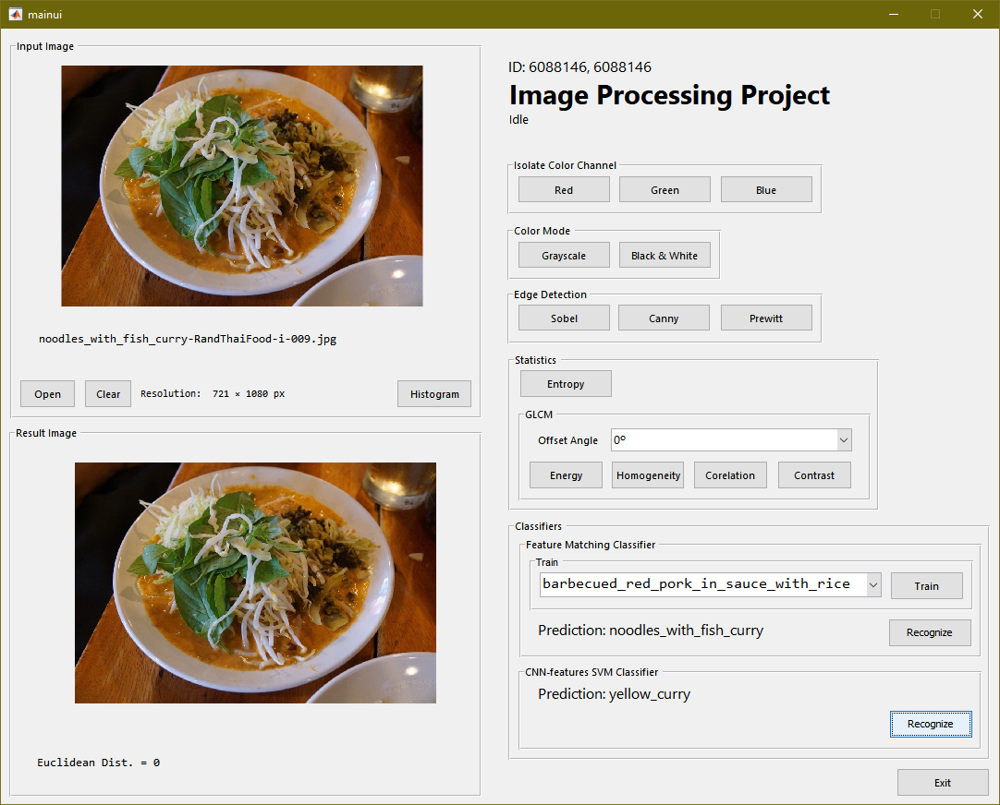 mainui
Input Image
noodles_with_fish_curry-RandThaiFood-i-009.jpg
Open
Clear
Resolution: 721 × 1080 px
Histogram
Result Image
Euclidean Dist. = 0
ID: 6088146, 6088146
Image Processing Project
Idle
Isolate Color Channel
Red
Green
Blue
Color Mode
Grayscale
Black & White
Edge Detection
Sobel
Canny
Prewitt
Statistics
Entropy
GLCM
Offset Angle
0º
Energy
Homogeneity
Corelation
Contrast
Classifiers
Feature Matching Classifier
Train
barbecued_red_pork_in_sauce_with_rice
Train
Prediction: noodles_with_fish_curry
Recognize
CNN-features SVM Classifier
Prediction: yellow_curry
Recognize
Exit